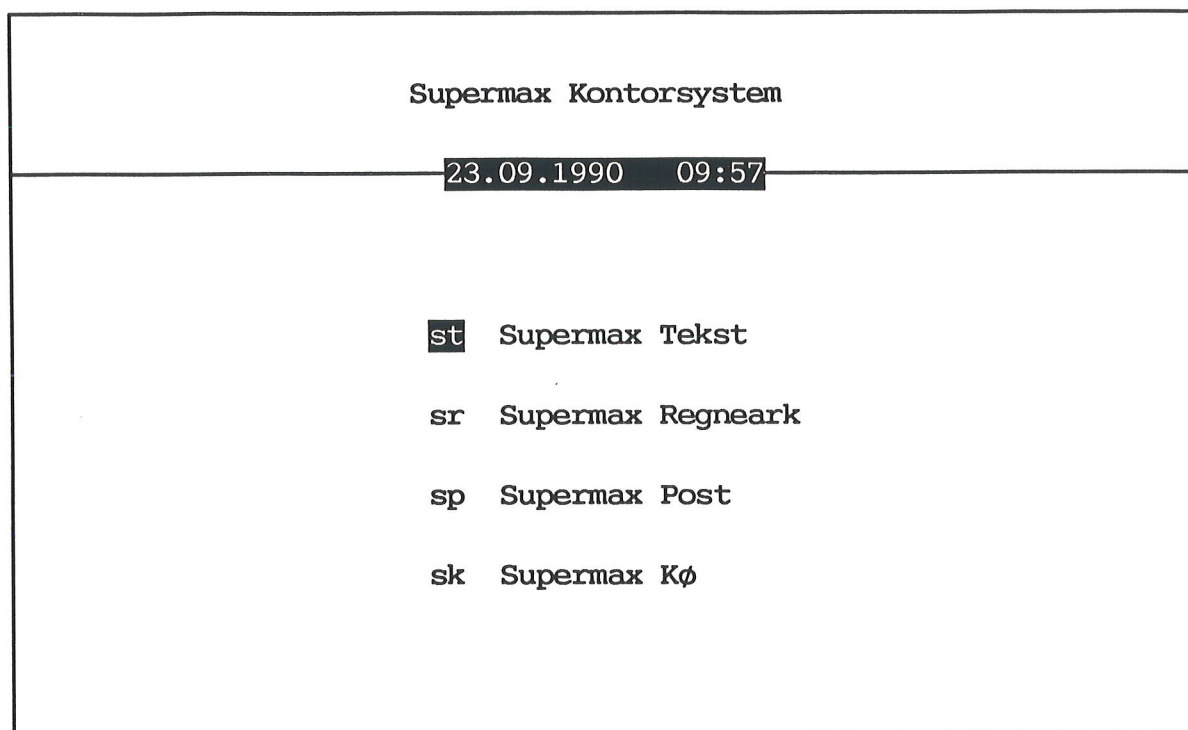 Supermax Kontorsystem
23.09.1990 09:57
st Supermax Tekst
sr Supermax Regneark
sp Supermax Post
sk Supermax Kø